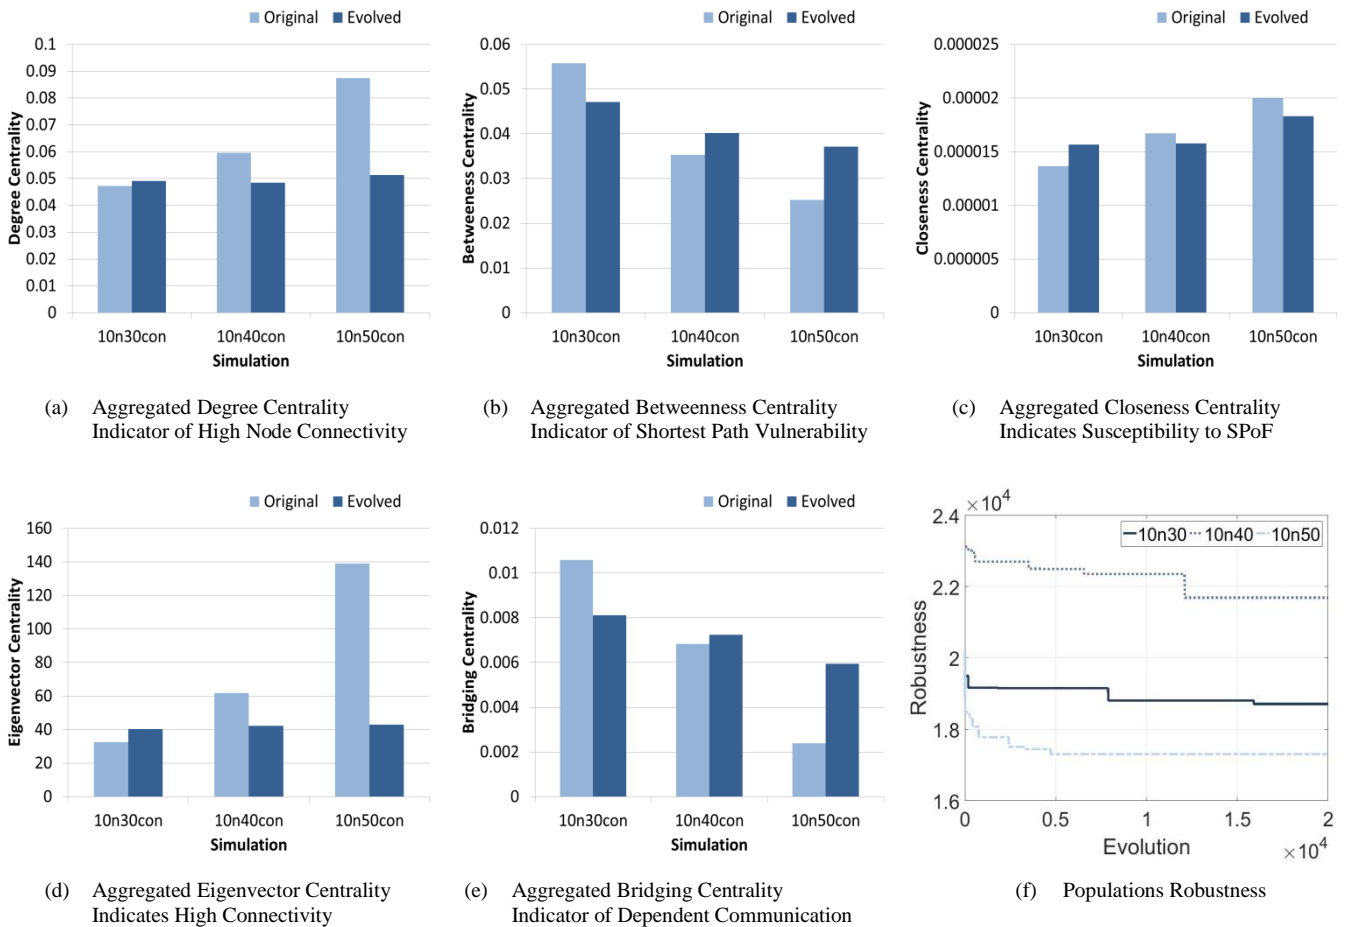 Original Evolved
0.1
0.09
0.08
0.07
0.06
0.05
0.04
0.03
0.02
0.01
0
Degree Centrality
10n30con 10n40con 10n50con
Simulation
(a) Aggregated Degree Centrality
Indicator of High Node Connectivity
Original Evolved
0.06
0.05
0.04
0.03
0.02
0.01
0
Betweeness Centrality
10n30con 10n40con 10n50con
Simulation
(b) Aggregated Betweenness Centrality
Indicator of Shortest Path Vulnerability
Original Evolved
0.000025
0.00002
0.000015
0.00001
0.000005
0
Closeness Centrality
10n30con 10n40con 10n50con
Simulation
(c) Aggregated Closeness Centrality
Indicates Susceptibility to SPoF
Original Evolved
160
140
120
100
80
60
40
20
0
Eigenvector Centrality
10n30con 10n40con 10n50con
Simulation
(d) Aggregated Eigenvector Centrality
Indicates High Connectivity
Original Evolved
0.012
0.01
0.008
0.006
0.004
0.002
0
Bridging Centrality
10n30con 10n40con 10n50con
Simulation
(e) Aggregated Bridging Centrality
Indicator of Dependent Communication
×10⁴
2.4
2.2
2
1.8
1.6
Robustness
10n30 10n40 10n50
0 0.5 1 1.5 2
Evolution ×10⁴
(f) Populations Robustness